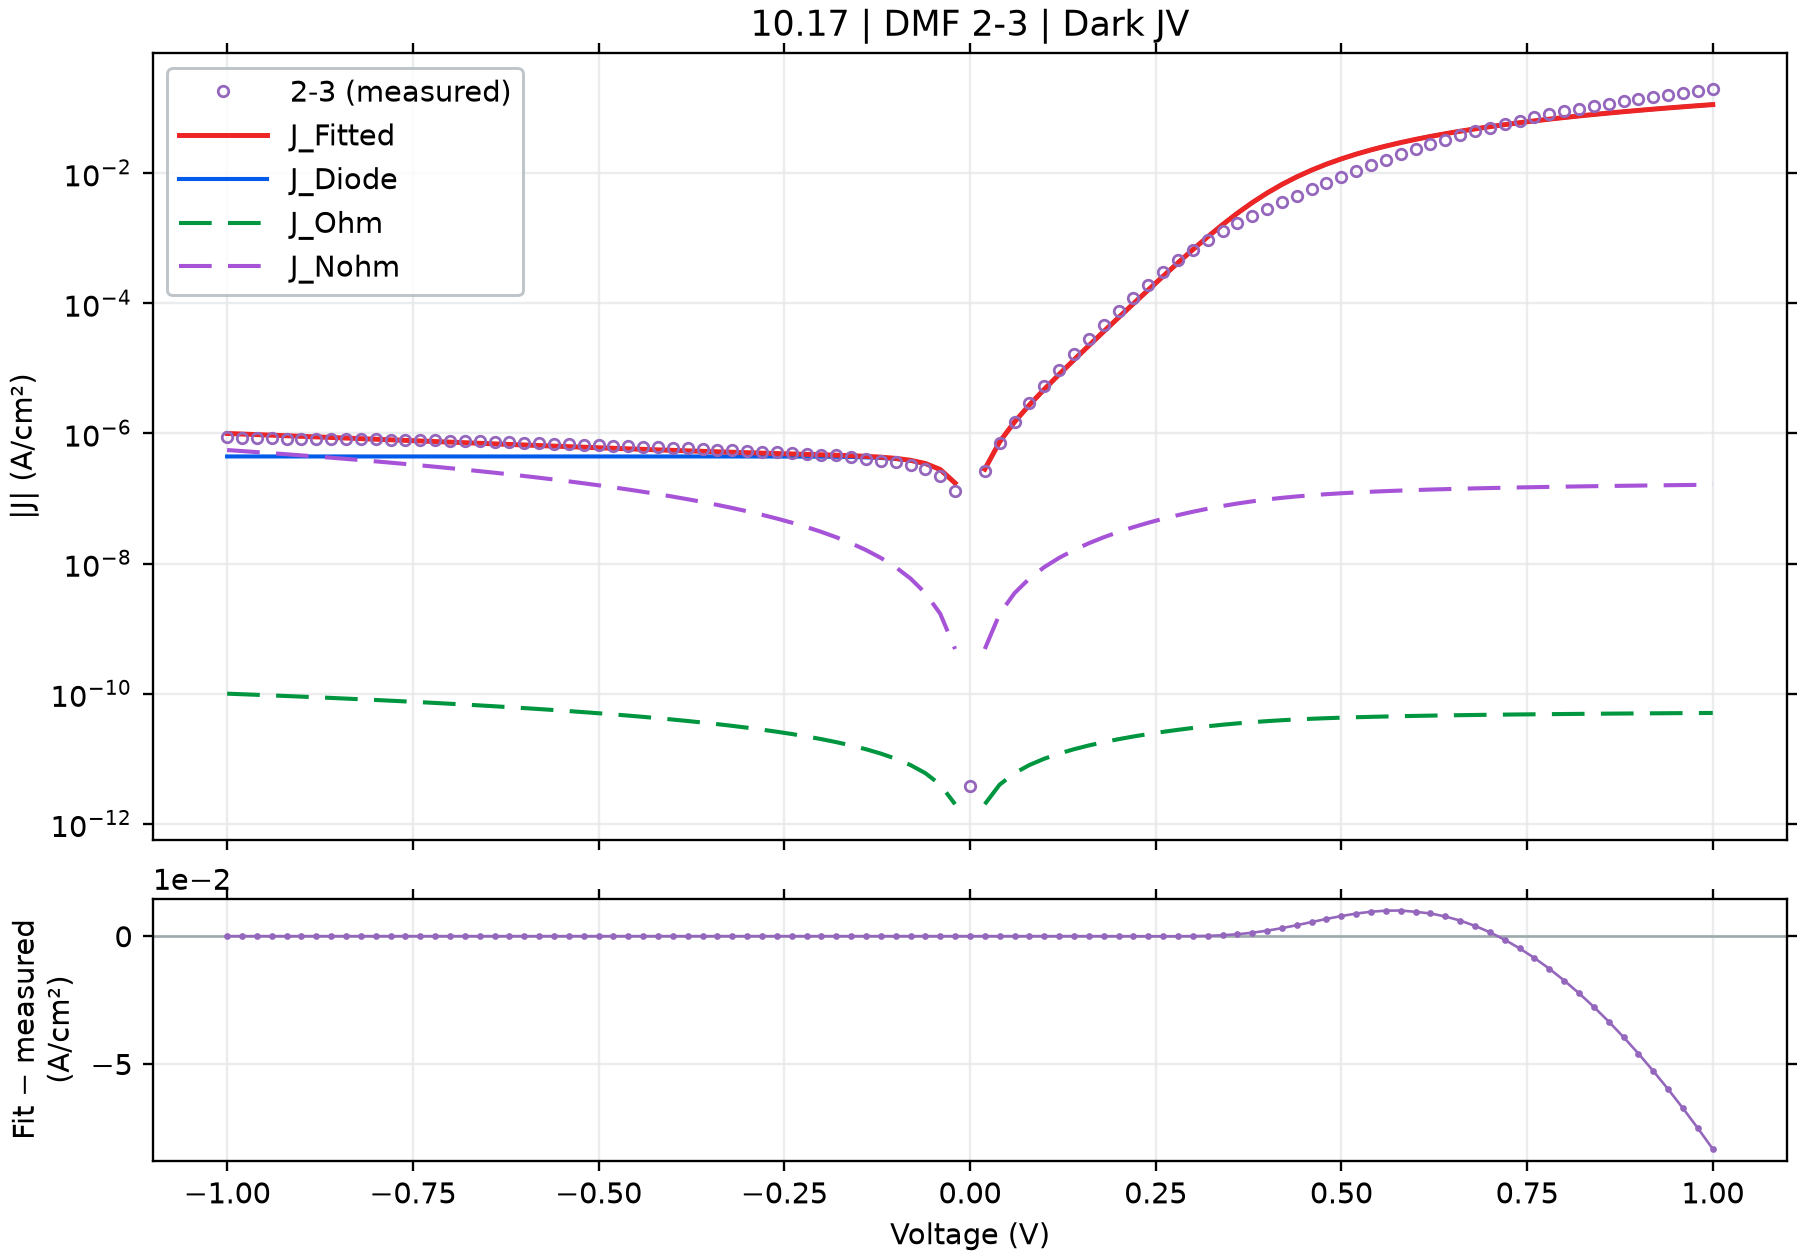 10.17 | DMF 2-3 | Dark JV
2-3 (measured)
J_Fitted
J_Diode
J_Ohm
J_Nohm
|J| (A/cm²)
10⁻²
10⁻⁴
10⁻⁶
10⁻⁸
10⁻¹⁰
10⁻¹²
1e−2
Fit − measured
(A/cm²)
0
−5
−1.00 −0.75 −0.50 −0.25 0.00 0.25 0.50 0.75 1.00
Voltage (V)